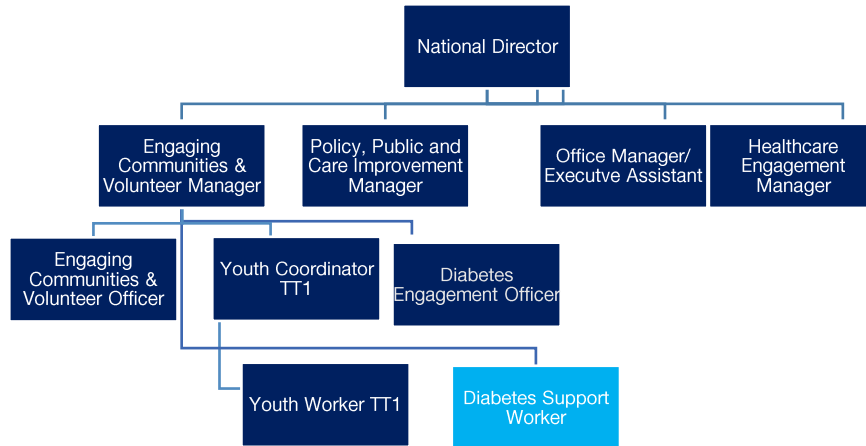 National Director
Engaging
Communities &
Volunteer Manager
Policy, Public and
Care Improvement
Manager
Office Manager/
Executve Assistant
Healthcare
Engagement
Manager
Engaging
Communities &
Volunteer Officer
Youth Coordinator
TT1
Diabetes
Engagement Officer
Youth Worker TT1
Diabetes Support
Worker